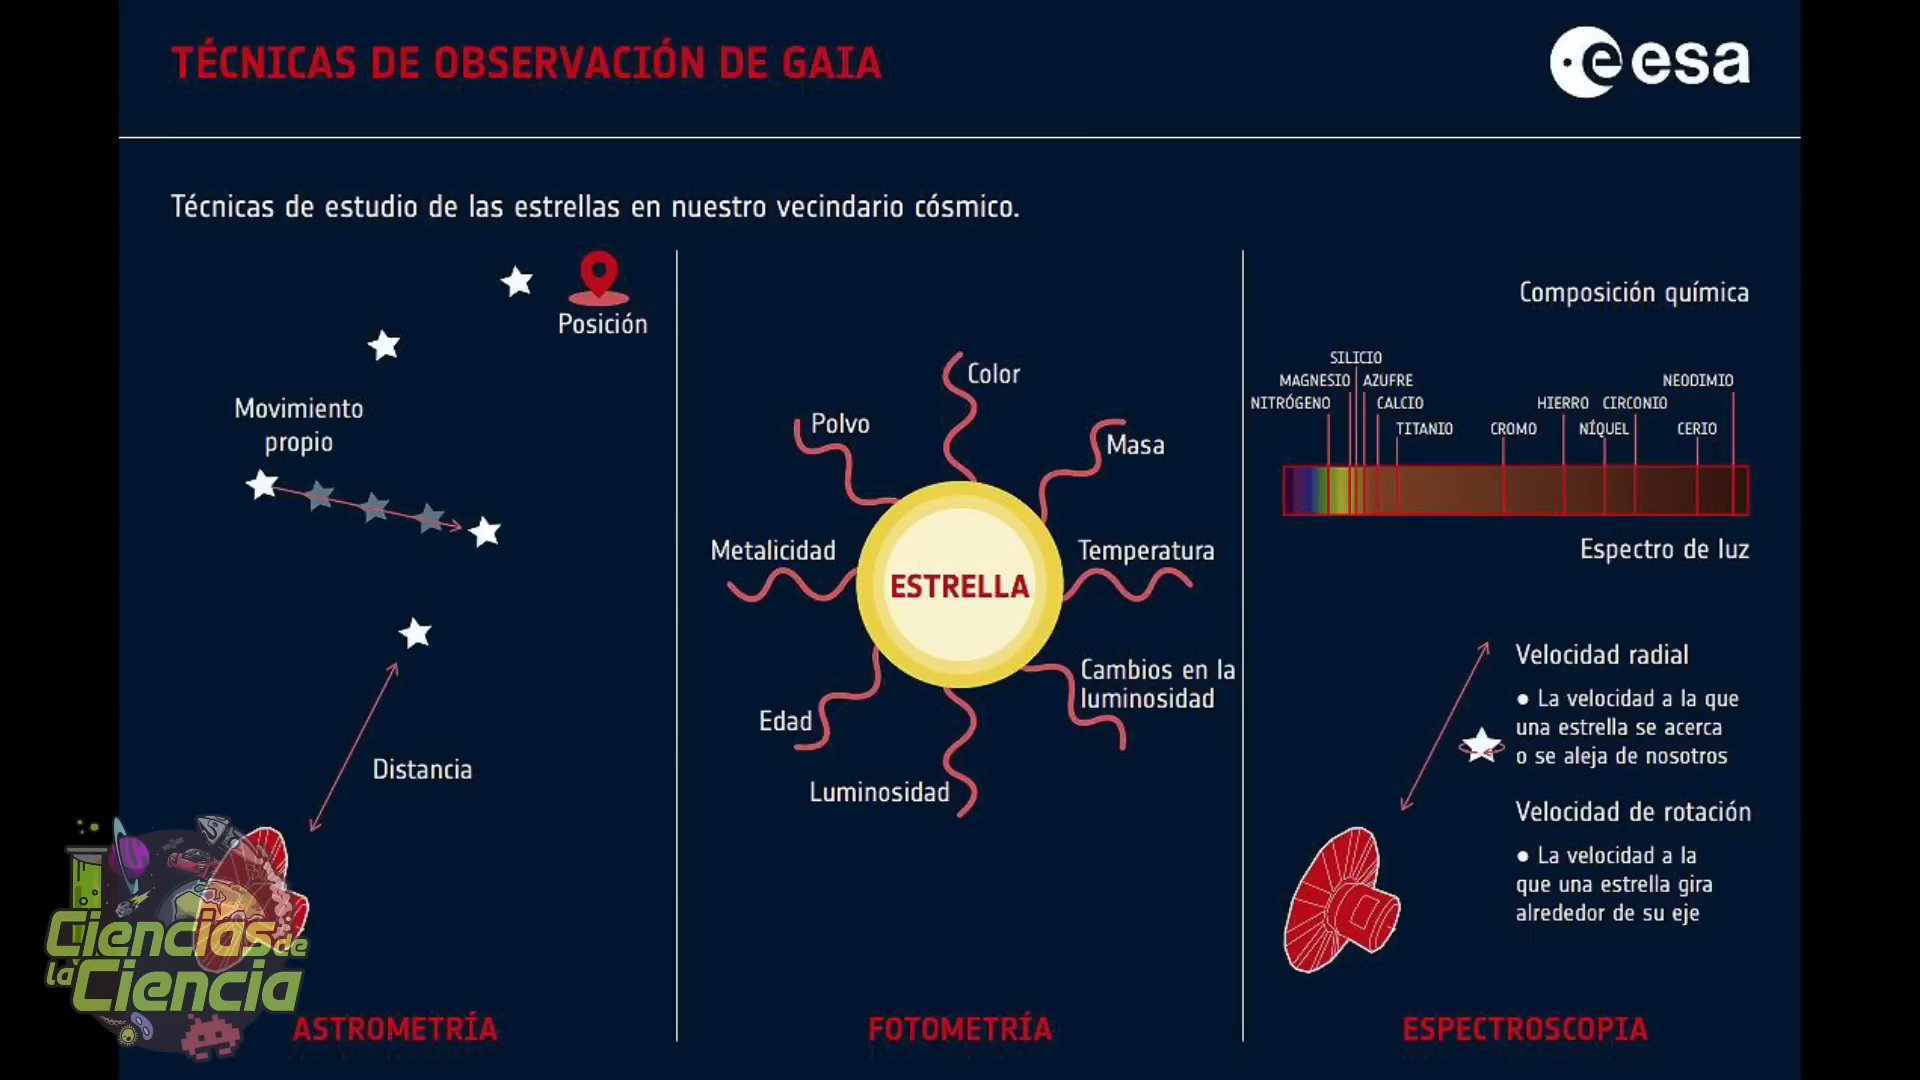 TÉCNICAS DE OBSERVACIÓN DE GAIA
esa
Técnicas de estudio de las estrellas en nuestro vecindario cósmico.
Posición
Movimiento
propio
Distancia
ASTROMETRÍA
Color
Polvo
Masa
Metalicidad
Temperatura
ESTRELLA
Cambios en la
luminosidad
Edad
Luminosidad
FOTOMETRÍA
Composición química
SILICIO
MAGNESIO AZUFRE NEODIMIO
NITRÓGENO CALCIO HIERRO CIRCONIO
TITANIO CROMO NÍQUEL CERIO
Espectro de luz
Velocidad radial
● La velocidad a la que
una estrella se acerca
o se aleja de nosotros
Velocidad de rotación
● La velocidad a la
que una estrella gira
alrededor de su eje
ESPECTROSCOPIA
Ciencias de
la Ciencia